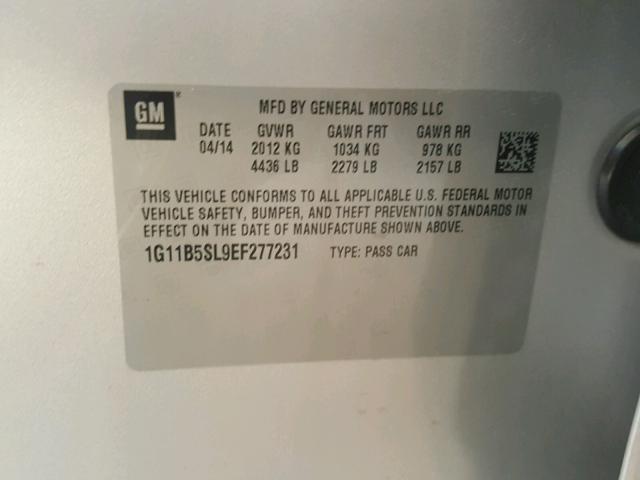 GM
MFD BY GENERAL MOTORS LLC
DATE GVWR GAWR FRT GAWR RR
04/14 2012 KG 1034 KG 978 KG
4436 LB 2279 LB 2157 LB
THIS VEHICLE CONFORMS TO ALL APPLICABLE U.S. FEDERAL MOTOR
VEHICLE SAFETY, BUMPER, AND THEFT PREVENTION STANDARDS IN
EFFECT ON THE DATE OF MANUFACTURE SHOWN ABOVE.
1G11B5SL9EF277231 TYPE: PASS CAR